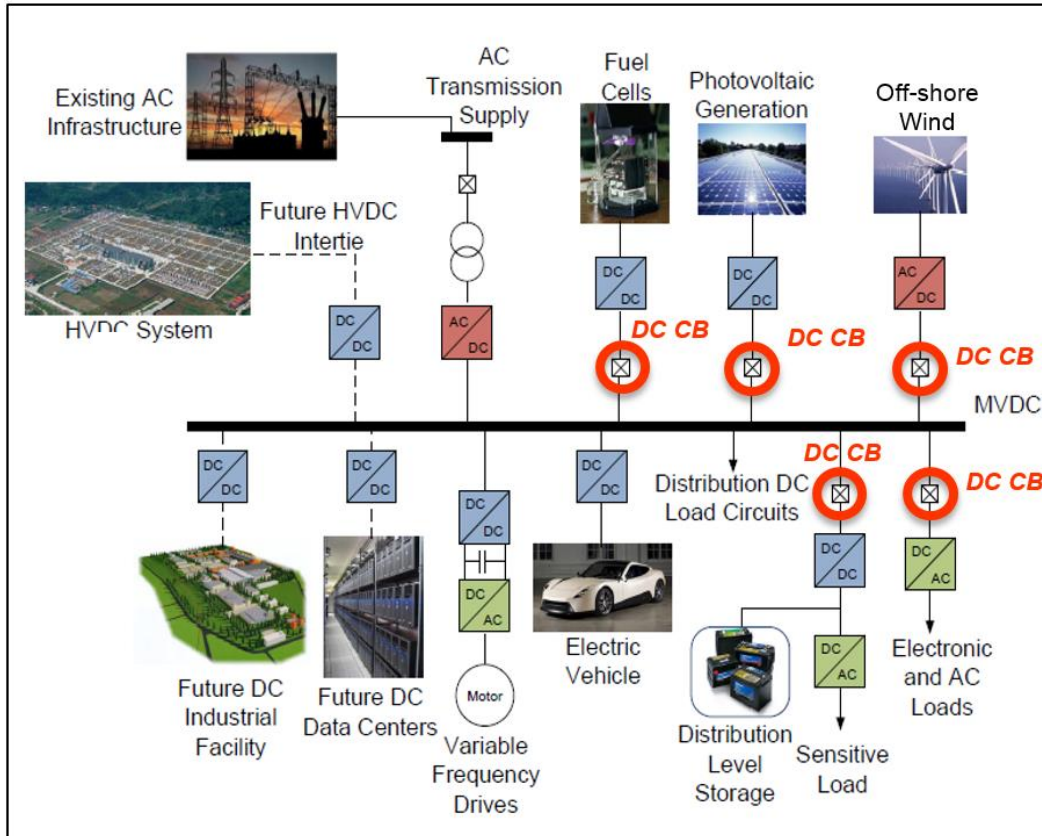 Existing AC
Infrastructure
AC
Transmission
Supply
Fuel
Cells
Photovoltaic
Generation
Off-shore
Wind
Future HVDC
Intertie
HVDC System
DC
DC
AC
DC
DC
DC
DC
DC
AC
DC
DC CB
DC CB
DC CB
MVDC
DC
DC
DC
DC
DC
DC
DC
DC
Distribution DC
Load Circuits
DC CB
DC CB
DC
AC
DC
DC
DC
AC
DC
AC
Motor
Future DC
Industrial
Facility
Future DC
Data Centers
Variable
Frequency
Drives
Electric
Vehicle
Distribution
Level
Storage
Sensitive
Load
Electronic
and AC
Loads